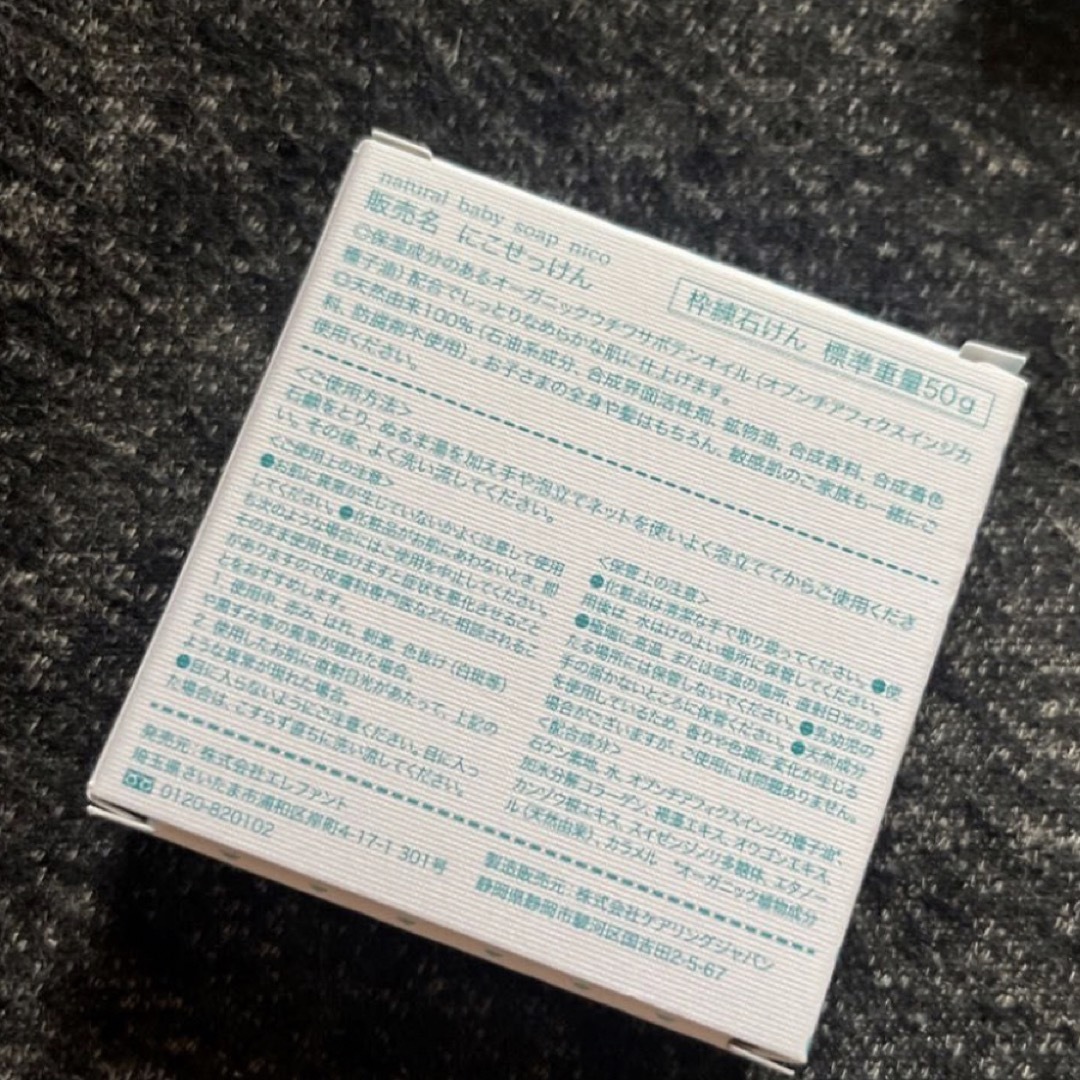 natural baby soap nico
販売名 にこせっけん
枠練石けん 標準重量50g
◎保湿成分のあるオーガニックウチワサボテンオイル（オプンチアフィクスインジカ
種子油）配合でしっとりなめらかな肌に仕上げます。
◎天然由来100%（石油系成分、合成界面活性剤、鉱物油、合成香料、合成着色
料、防腐剤不使用）。お子さまの全身や髪はもちろん、敏感肌のご家族も一緒にご
使用ください。
<ご使用方法>
石鹸をとり、ぬるま湯を加え手や泡立てネットを使いよく泡立ててからご使用くださ
い。その後、よく洗い流してください。
<ご使用上の注意>
●お肌に異常が生じていないかよく注意して使用
してください。●化粧品がお肌にあわないとき、即
お次のような場合にはご使用を中止してください。
そのまま使用を続けますと症状を悪化させること
がありますので皮膚科専門医などに相談されるこ
とをおすすめします。
1. 使用中、赤み、はれ、刺激、色抜け（白斑等）
や黒ずみ等の異常が現れた場合。
2. 使用したお肌に直射日光があたって、上記の
ような異常が現れた場合。
●目に入らないようにご注意ください。目に入っ
た場合は、こすらず直ちに洗い流してください。
<保管上の注意>
●化粧品は清潔な手で取り扱ってください。●使
用後は、水はけのよい場所に保管してください。
●極端に高温、または低温の場所、直射日光のあ
たる場所には保管しないでください。●乳幼児の
手の届かないところに保管ください。●天然成分
を使用しているため、香りや色調に変化が生じる
場合がございますが、ご使用には問題ありません。
<配合成分>
石ケン素地、水、オプンチアフィクスインジカ種子油*、
加水分解コラーゲン、褐藻エキス、オウゴンエキス、
カンゾウ根エキス、スイゼンジノリ多糖体、エタノー
ル（天然由来）、カラメル *オーガニック植物成分
発売元：株式会社エレファント
埼玉県さいたま市浦和区岸町4-17-1 301号
0120-820102
製造販売元：株式会社ケアリングジャパン
静岡県静岡市駿河区国吉田2-5-67